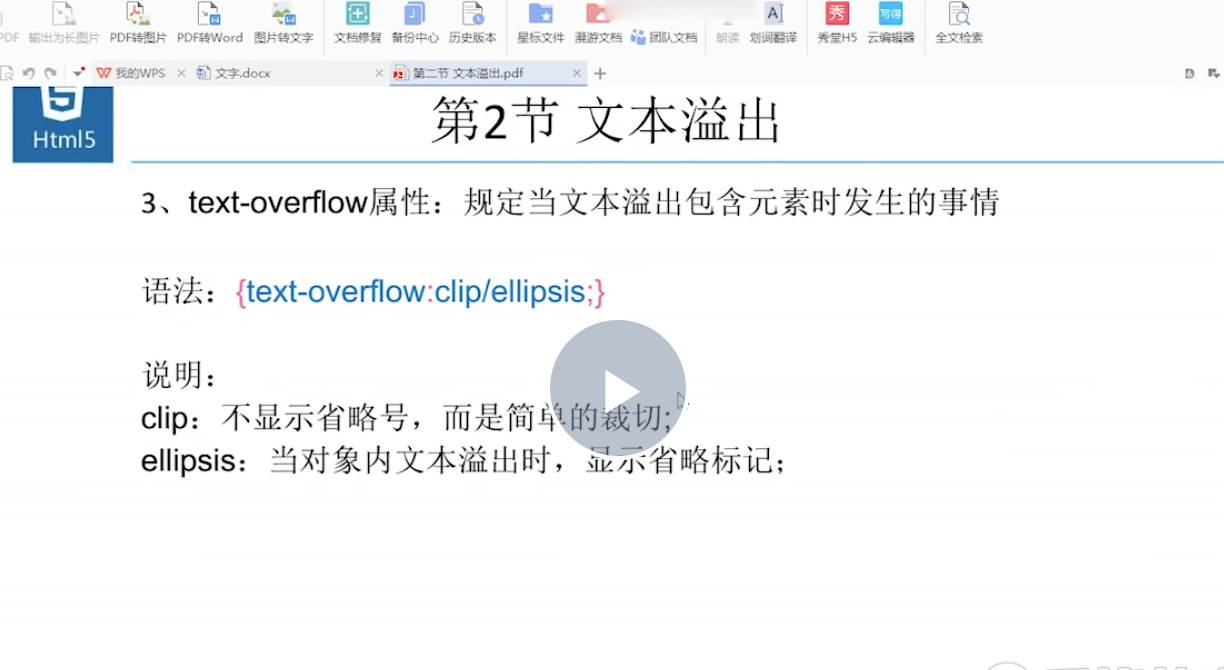 PDF 输出为长图片 PDF转图片 PDF转Word 图片转文字 文档修复 备份中心 历史版本 星标文件 漫游文档 团队文档 朗读 划词翻译 秀堂H5 云编辑器 全文检索
我的WPS 文字.docx 第二节 文本溢出.pdf
Html5
第2节 文本溢出
3、text-overflow属性：规定当文本溢出包含元素时发生的事情
语法：{text-overflow:clip/ellipsis;}
说明：
clip：不显示省略号，而是简单的裁切;
ellipsis：当对象内文本溢出时，显示省略标记；